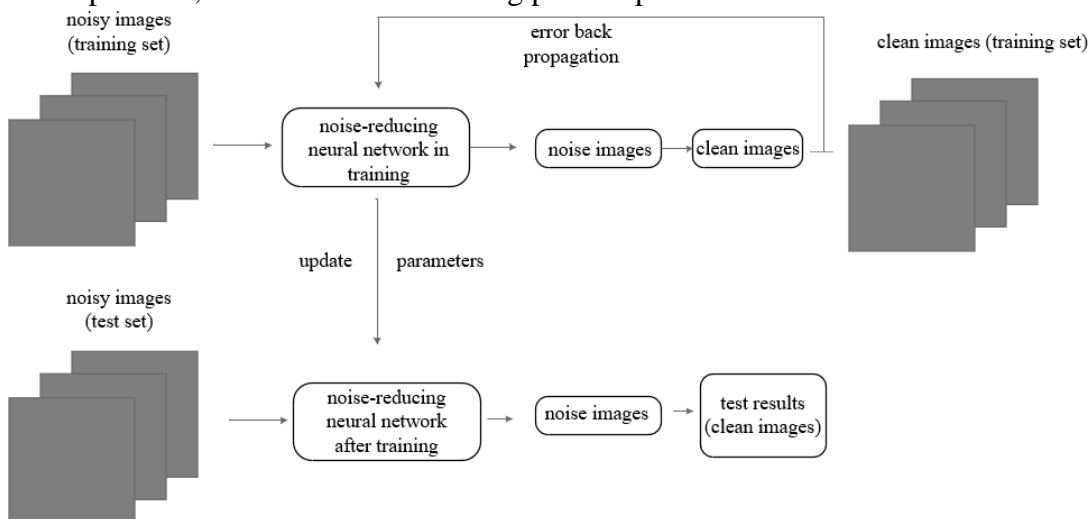 noisy images
(training set)
error back
propagation
clean images (training set)
noise-reducing
neural network in
training
noise images
clean images
update
parameters
noisy images
(test set)
noise-reducing
neural network
after training
noise images
test results
(clean images)